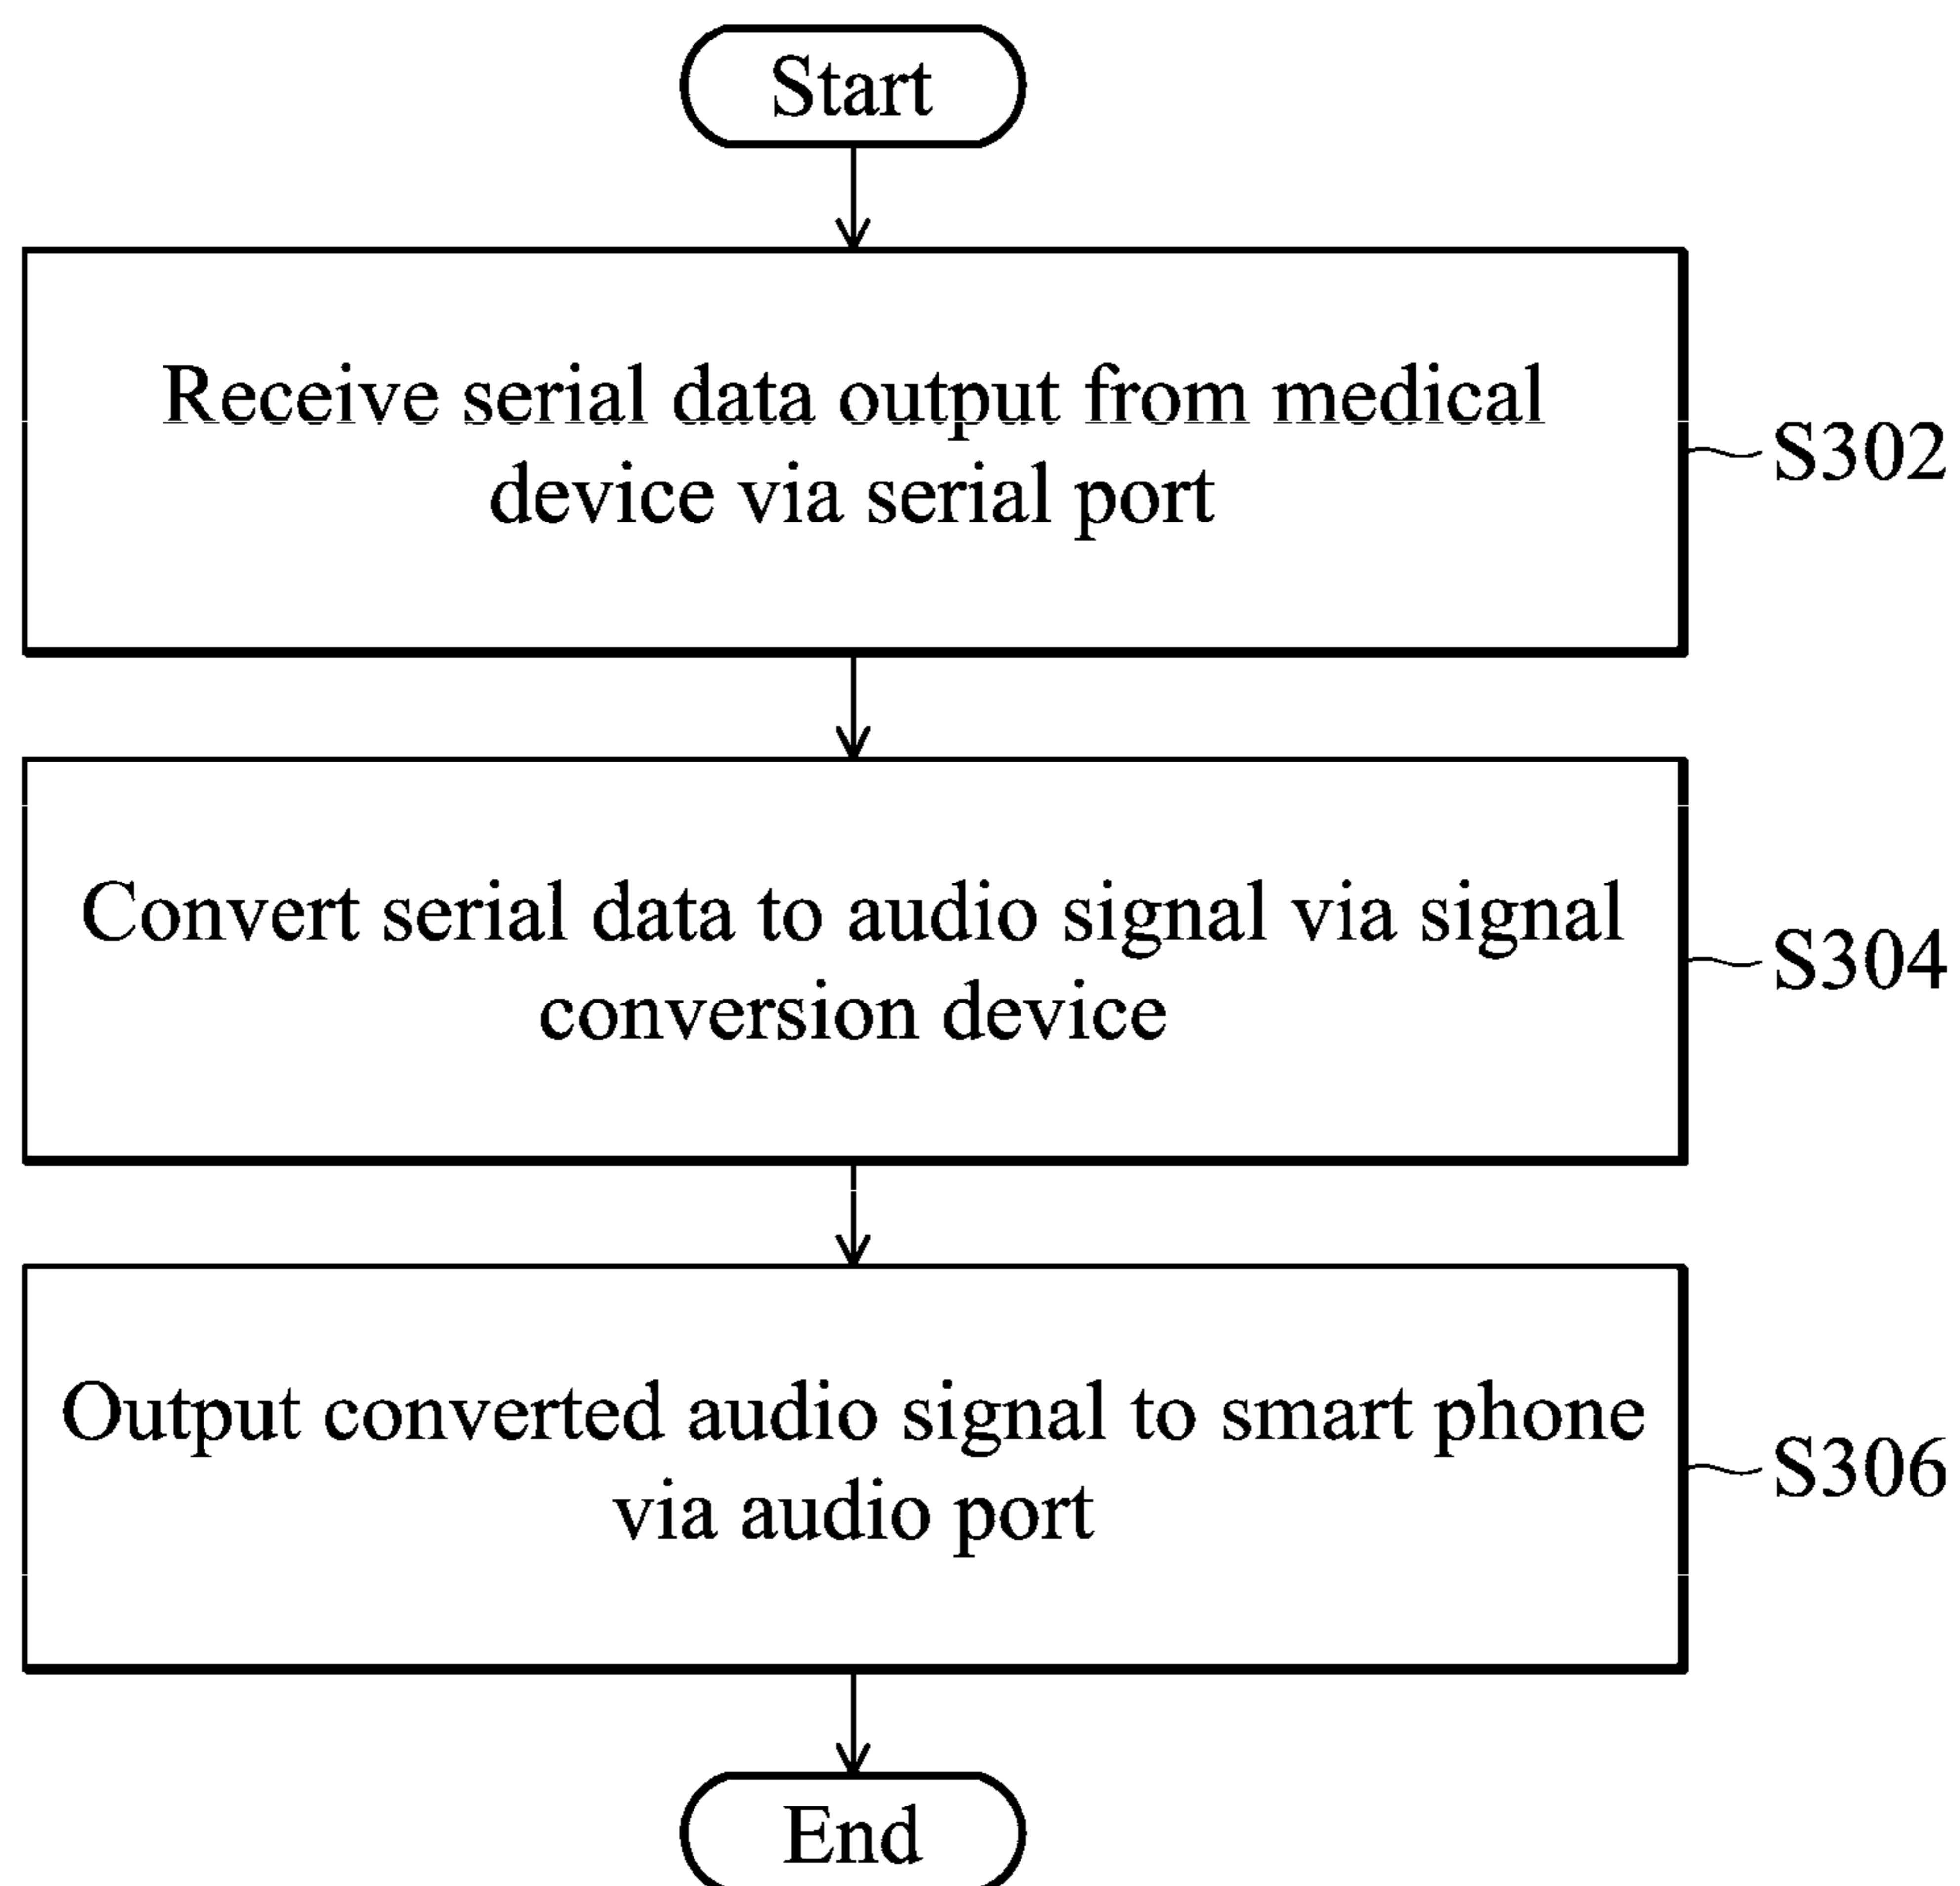 Start
Receive serial data output from medical
device via serial port
S302
Convert serial data to audio signal via signal
conversion device
S304
Output converted audio signal to smart phone
via audio port
S306
End